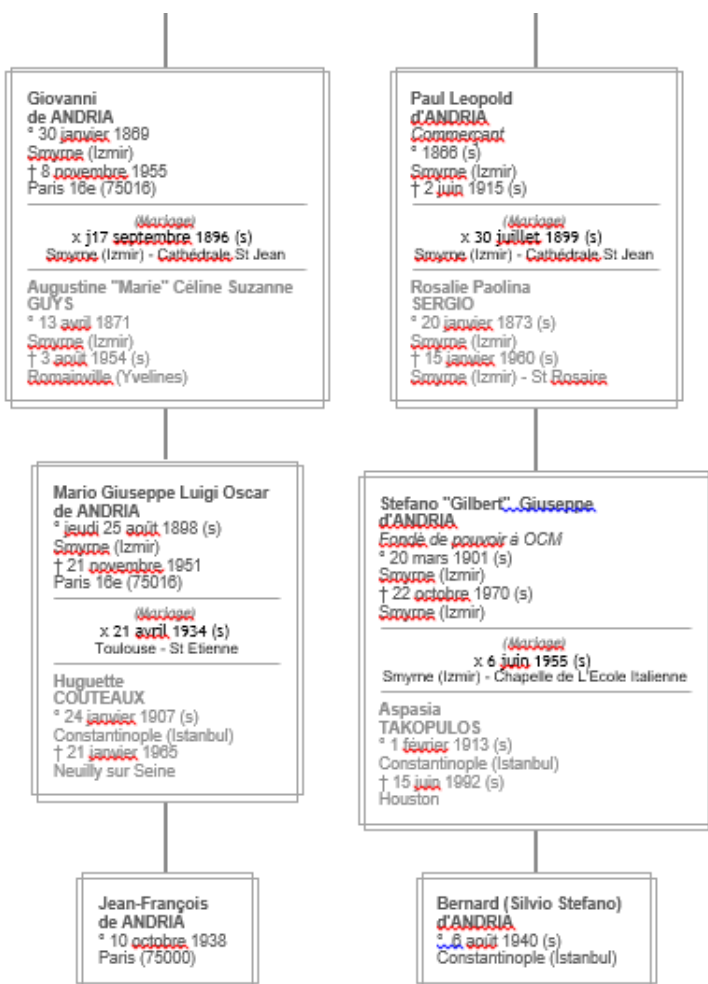 Giovanni
de ANDRIA
° 30 janvier 1869
Smyrne (Izmir)
† 8 novembre 1955
Paris 16e (75016)
(Mariage)
x j17 septembre 1896 (s)
Smyrne (Izmir) - Cathédrale St Jean
Augustine "Marie" Céline Suzanne
GUYS
° 13 avril 1871
Smyrne (Izmir)
† 3 août 1954 (s)
Romainville (Yvelines)
Paul Leopold
d'ANDRIA
Commerçant
° 1866 (s)
Smyrne (Izmir)
† 2 juin 1915 (s)
(Mariage)
x 30 juillet 1899 (s)
Smyrne (Izmir) - Cathédrale St Jean
Rosalie Paolina
SERGIO
° 20 janvier 1873 (s)
Smyrne (Izmir)
† 15 janvier 1960 (s)
Smyrne (Izmir) - St Rosaire
Mario Giuseppe Luigi Oscar
de ANDRIA
° jeudi 25 août 1898 (s)
Smyrne (Izmir)
† 21 novembre 1951
Paris 16e (75016)
(Mariage)
x 21 avril 1934 (s)
Toulouse - St Etienne
Huguette
COUTEAUX
° 24 janvier 1907 (s)
Constantinople (Istanbul)
† 21 janvier 1965
Neuilly sur Seine
Stefano "Gilbert" Giuseppe
d'ANDRIA
Fondè de pouvoir à OCM
° 20 mars 1901 (s)
Smyrne (Izmir)
† 22 octobre 1970 (s)
Smyrne (Izmir)
(Mariage)
x 6 juin 1955 (s)
Smyrne (Izmir) - Chapelle de L'Ecole Italienne
Aspasia
TAKOPULOS
° 1 février 1913 (s)
Constantinople (Istanbul)
† 15 juin 1992 (s)
Houston
Jean-François
de ANDRIA
° 10 octobre 1938
Paris (75000)
Bernard (Silvio Stefano)
d'ANDRIA
° 6 août 1940 (s)
Constantinople (Istanbul)